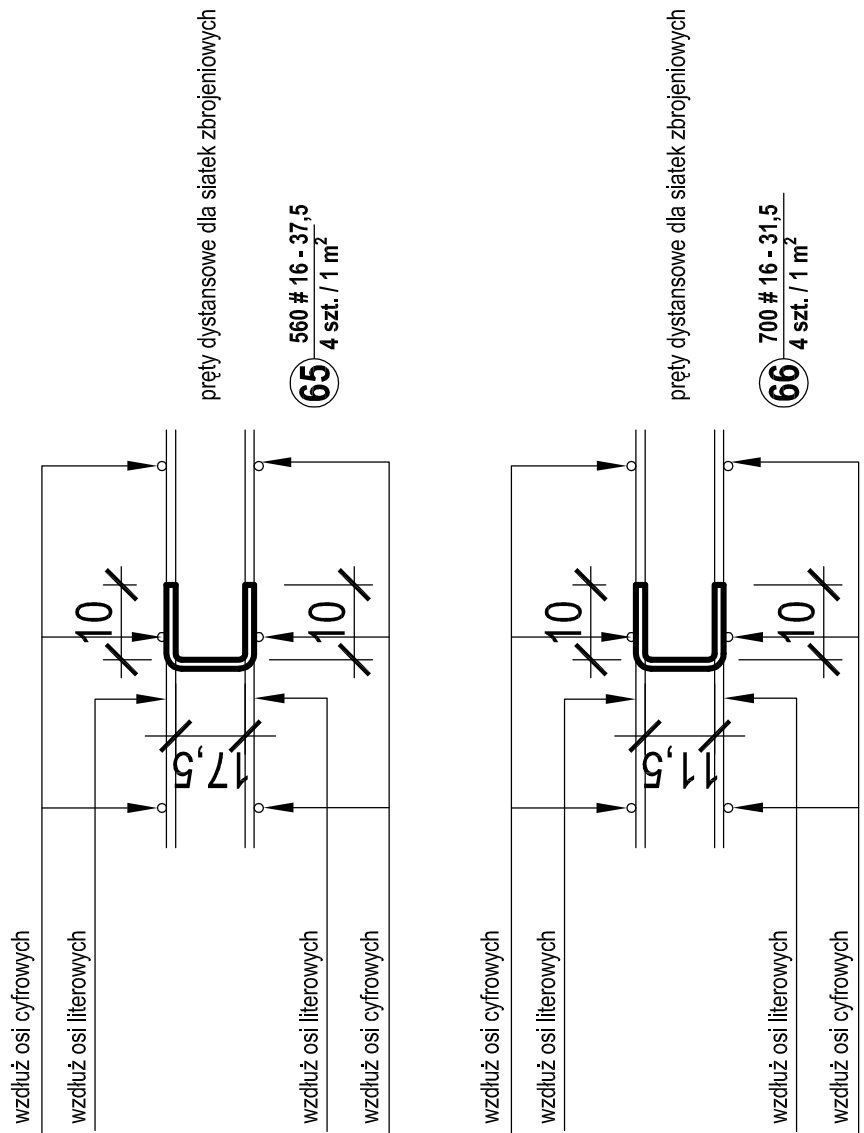 wzdłuż osi cyfrowych
wzdłuż osi literowych
wzdłuż osi literowych
wzdłuż osi cyfrowych
10
10
17,5
pręty dystansowe dla siatek zbrojeniowych
65
560 # 16 - 37,5
4 szt. / 1 m²
wzdłuż osi cyfrowych
wzdłuż osi literowych
wzdłuż osi literowych
wzdłuż osi cyfrowych
10
10
11,5
pręty dystansowe dla siatek zbrojeniowych
66
700 # 16 - 31,5
4 szt. / 1 m²